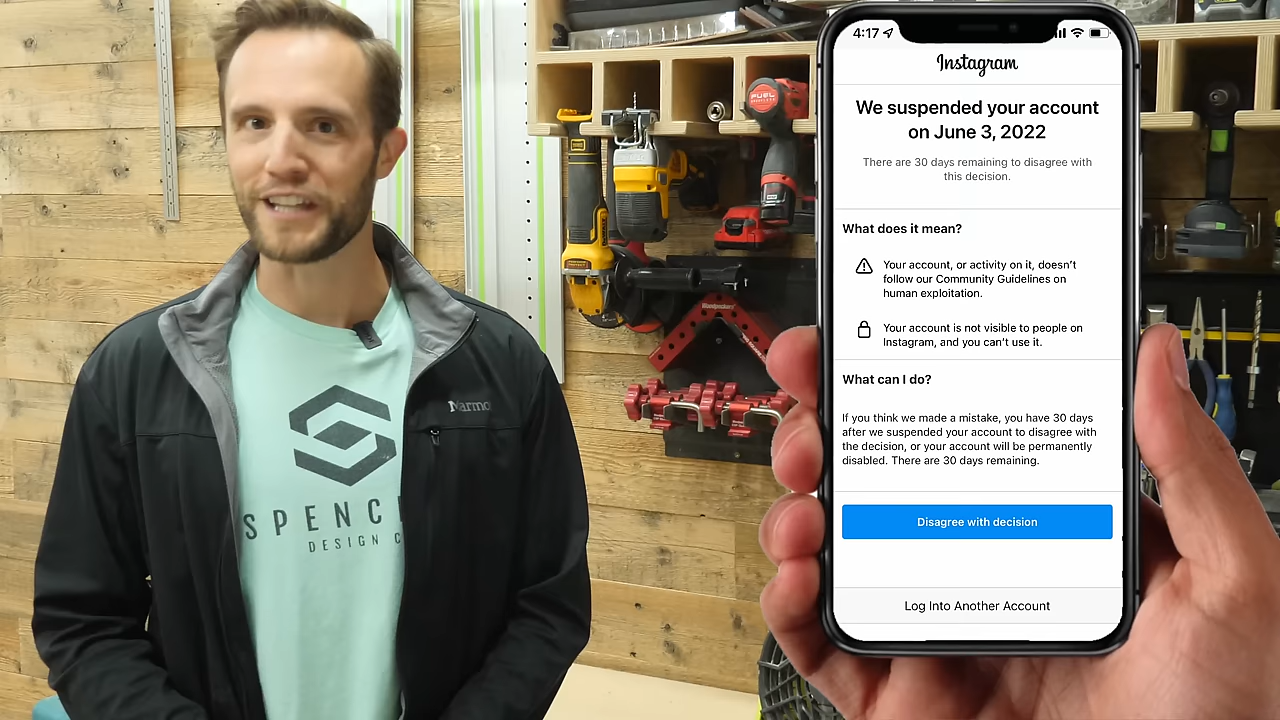 Marmo
SPENC
DESIGN C
FUEL
4:17
Instagram
We suspended your account
on June 3, 2022
There are 30 days remaining to disagree with
this decision.
What does it mean?
Your account, or activity on it, doesn't
follow our Community Guidelines on
human exploitation.
Your account is not visible to people on
Instagram, and you can't use it.
What can I do?
If you think we made a mistake, you have 30 days
after we suspended your account to disagree with
the decision, or your account will be permanently
disabled. There are 30 days remaining.
Disagree with decision
Log Into Another Account